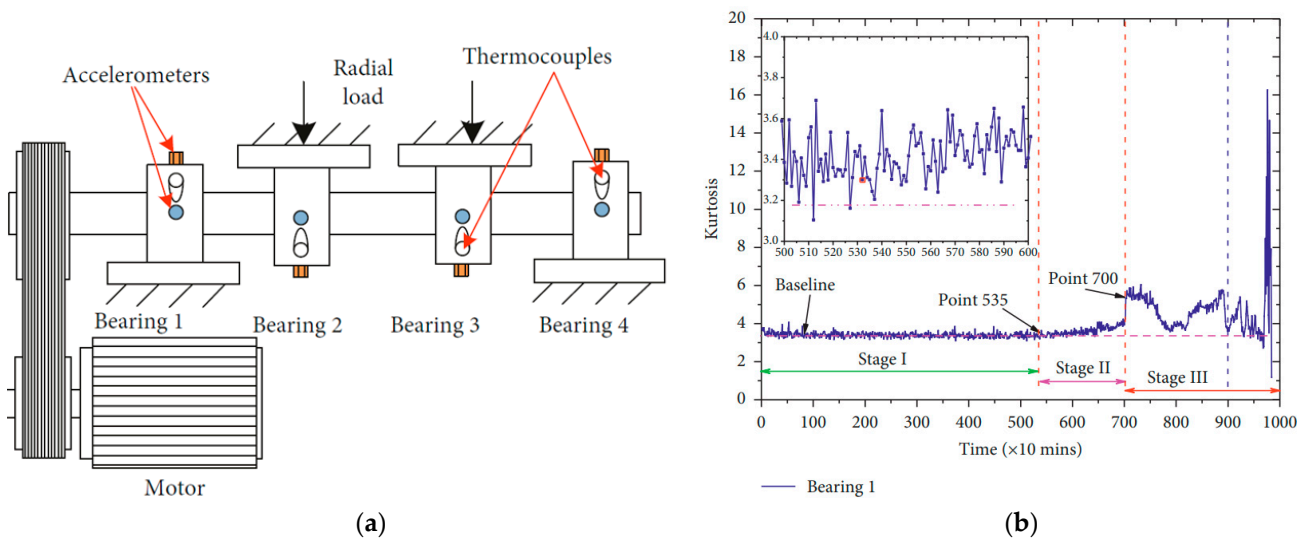 Accelerometers
Radial
load
Thermocouples
Bearing 1
Bearing 2
Bearing 3
Bearing 4
Motor
(a)
Kurtosis
20
18
16
14
12
10
8
6
4
2
0
4.0
3.8
3.6
3.4
3.2
3.0
500 510 520 530 540 550 560 570 580 590 600
Baseline
Point 535
Point 700
Stage I
Stage II
Stage III
0 100 200 300 400 500 600 700 800 900 1000
Time (×10 mins)
Bearing 1
(b)